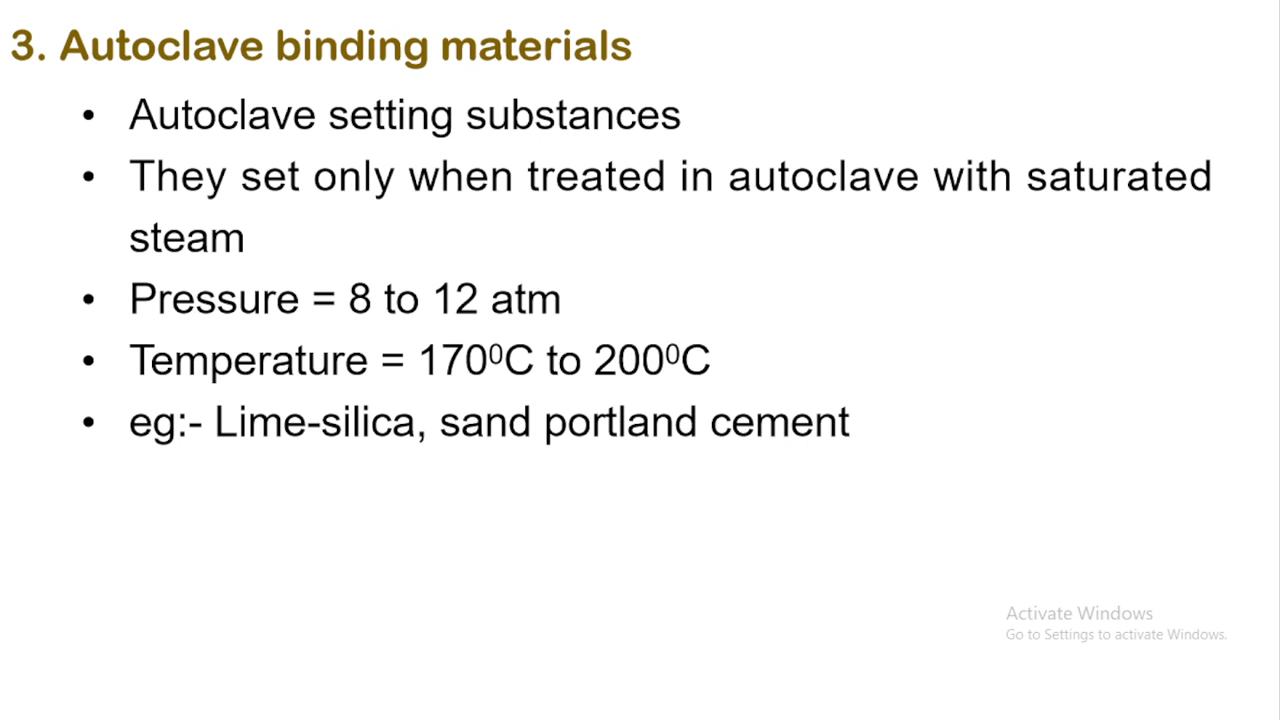 3. Autoclave binding materials
• Autoclave setting substances
• They set only when treated in autoclave with saturated
steam
• Pressure = 8 to 12 atm
• Temperature = 170⁰C to 200⁰C
• eg:- Lime-silica, sand portland cement
Activate Windows
Go to Settings to activate Windows.